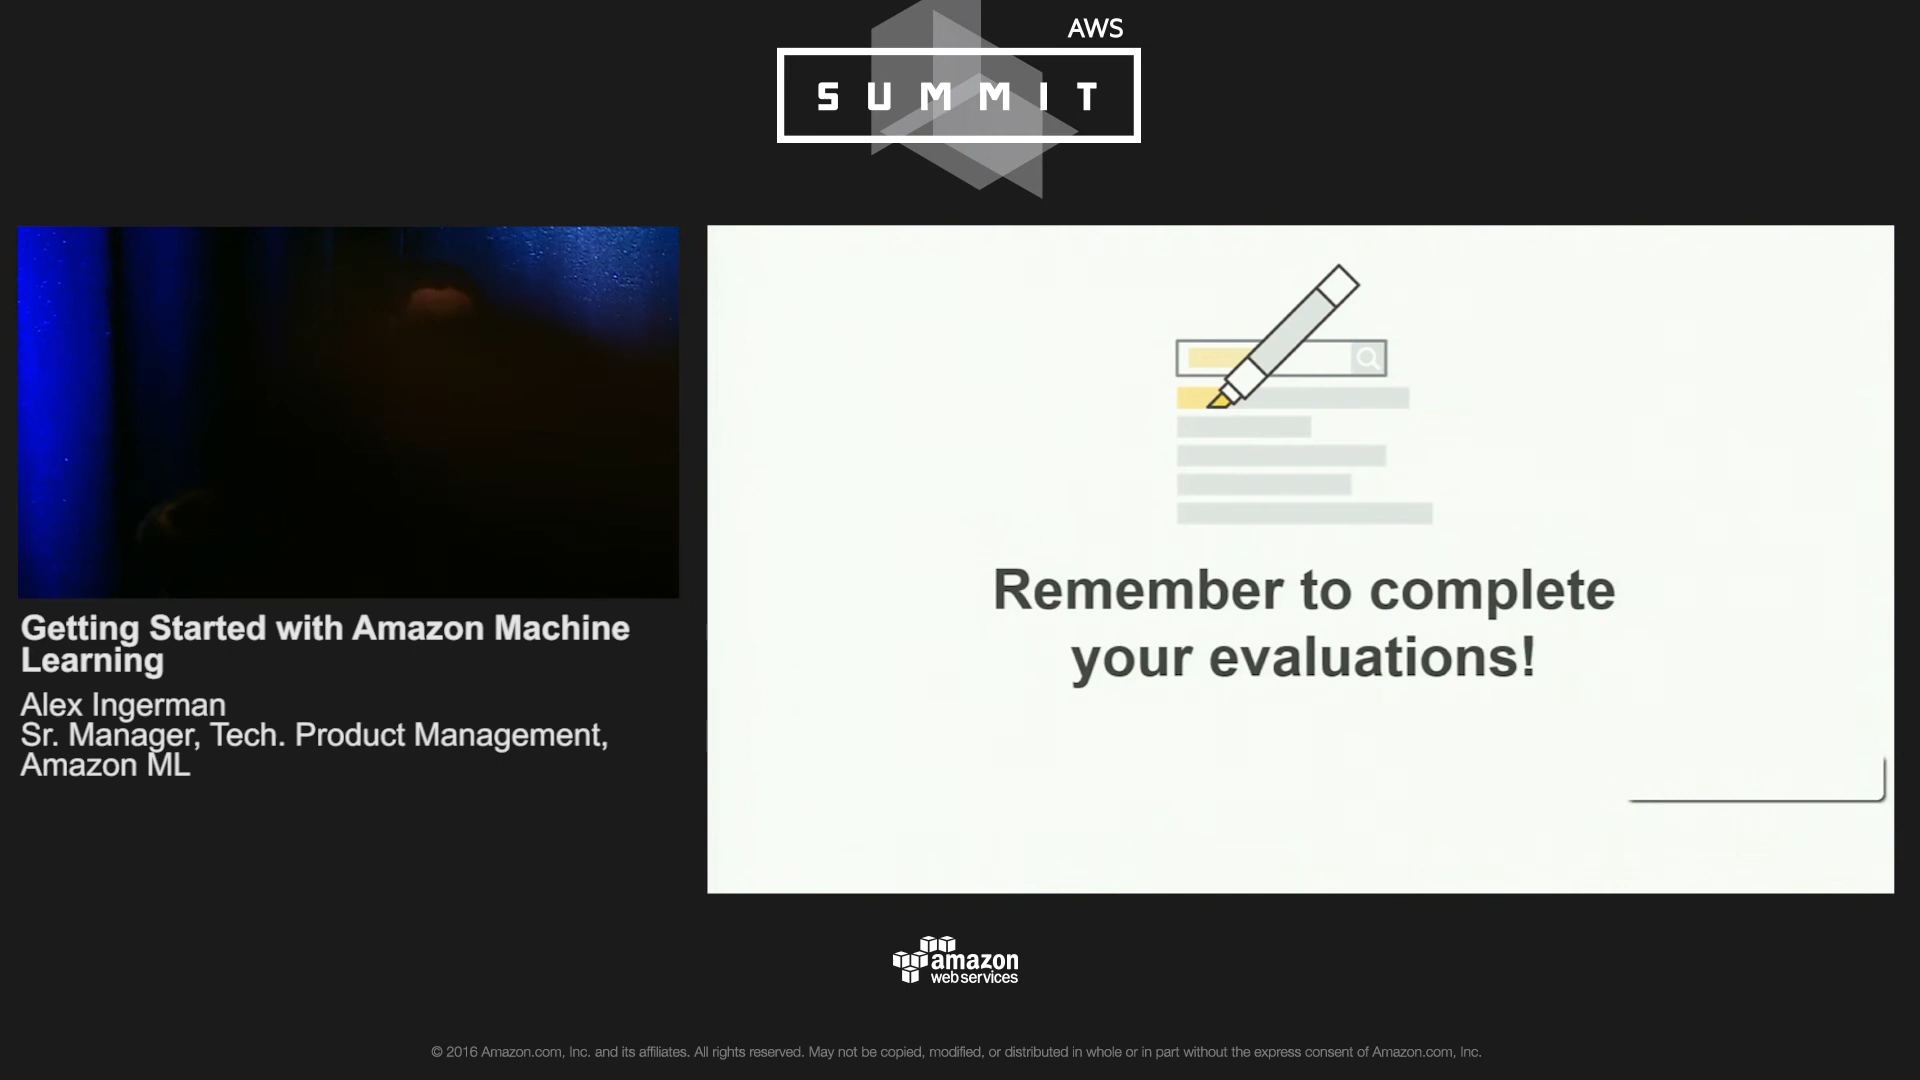 AWS
SUMMIT
Getting Started with Amazon Machine
Learning
Alex Ingerman
Sr. Manager, Tech. Product Management,
Amazon ML
Remember to complete
your evaluations!
amazon
webservices
© 2016 Amazon.com, Inc. and its affiliates. All rights reserved. May not be copied, modified, or distributed in whole or in part without the express consent of Amazon.com, Inc.